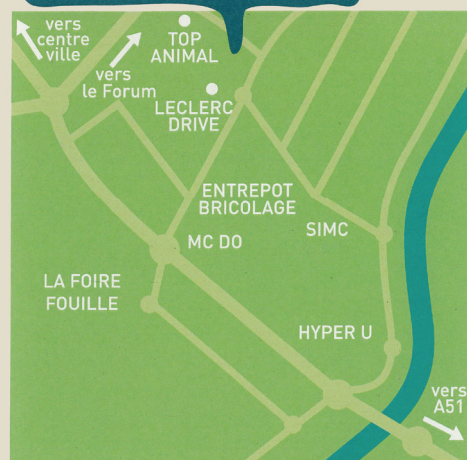 vers
centre
ville
TOP
ANIMAL
vers
le Forum
LECLERC
DRIVE
ENTREPOT
BRICOLAGE
MC DO
SIMC
LA FOIRE
FOUILLE
HYPER U
vers
A51